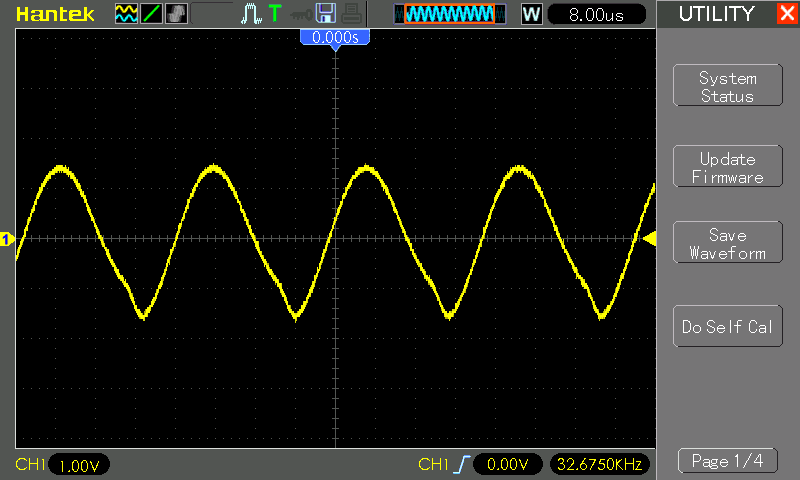 Hantek
T
W
8.00us
UTILITY
0.000s
System
Status
Update
Firmware
1
Save
Waveform
Do Self Cal
CH1
1.00V
CH1
0.00V
32.6750KHz
Page 1/4